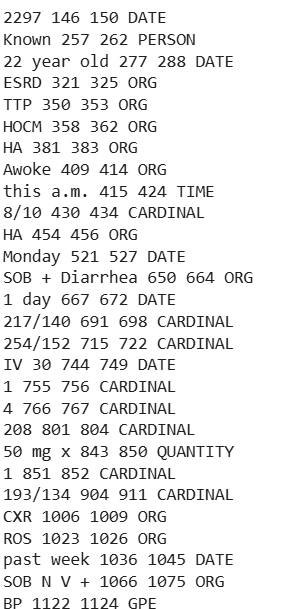 2297 146 150 DATE
Known 257 262 PERSON
22 year old 277 288 DATE
ESRD 321 325 ORG
TTP 350 353 ORG
HOCM 358 362 ORG
HA 381 383 ORG
Awoke 409 414 ORG
this a.m. 415 424 TIME
8/10 430 434 CARDINAL
HA 454 456 ORG
Monday 521 527 DATE
SOB + Diarrhea 650 664 ORG
1 day 667 672 DATE
217/140 691 698 CARDINAL
254/152 715 722 CARDINAL
IV 30 744 749 DATE
1 755 756 CARDINAL
4 766 767 CARDINAL
208 801 804 CARDINAL
50 mg x 843 850 QUANTITY
1 851 852 CARDINAL
193/134 904 911 CARDINAL
CXR 1006 1009 ORG
ROS 1023 1026 ORG
past week 1036 1045 DATE
SOB N V + 1066 1075 ORG
BP 1122 1124 GPE